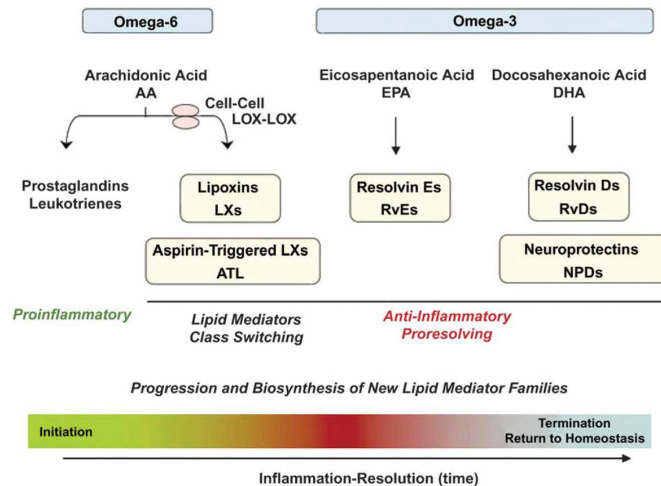 Omega-6
Omega-3
Arachidonic Acid
AA
Cell-Cell
LOX-LOX
Eicosapentanoic Acid
EPA
Docosahexanoic Acid
DHA
Prostaglandins
Leukotrienes
Lipoxins
LXs
Resolvin Es
RvEs
Resolvin Ds
RvDs
Aspirin-Triggered LXs
ATL
Neuroprotectins
NPDs
Proinflammatory
Lipid Mediators
Class Switching
Anti-Inflammatory
Proresolving
Progression and Biosynthesis of New Lipid Mediator Families
Initiation
Termination
Return to Homeostasis
Inflammation-Resolution (time)